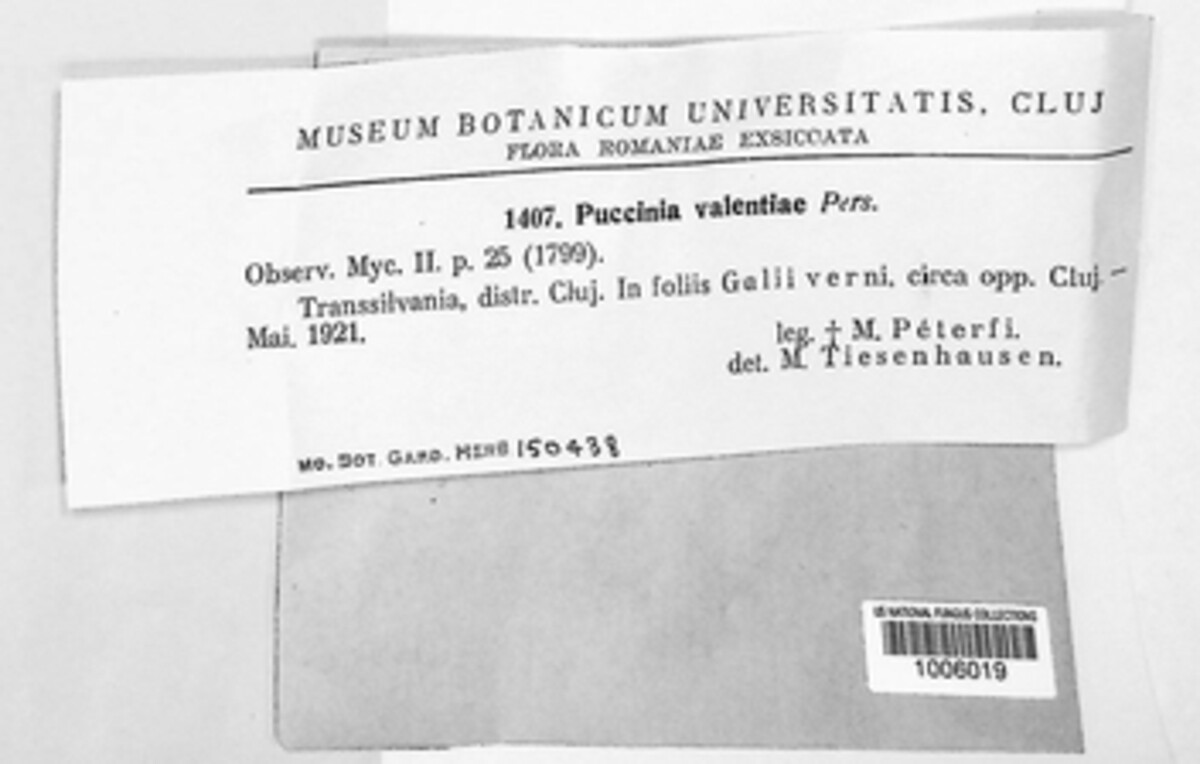 MUSEUM BOTANICUM UNIVERSITATIS, CLUJ
FLORA ROMANIAE EXSICCATA
1407. Puccinia valentiae Pers.
Observ. Myc. II. p. 25 (1799).
Transsilvania, distr. Cluj. In foliis Galii verni, circa opp. Cluj –
Mai. 1921.
leg. † M. Péterfi.
det. M. Tiesenhausen.
MO. BOT. GARD. HERB 150438
US NATIONAL FUNGUS COLLECTIONS
1006019